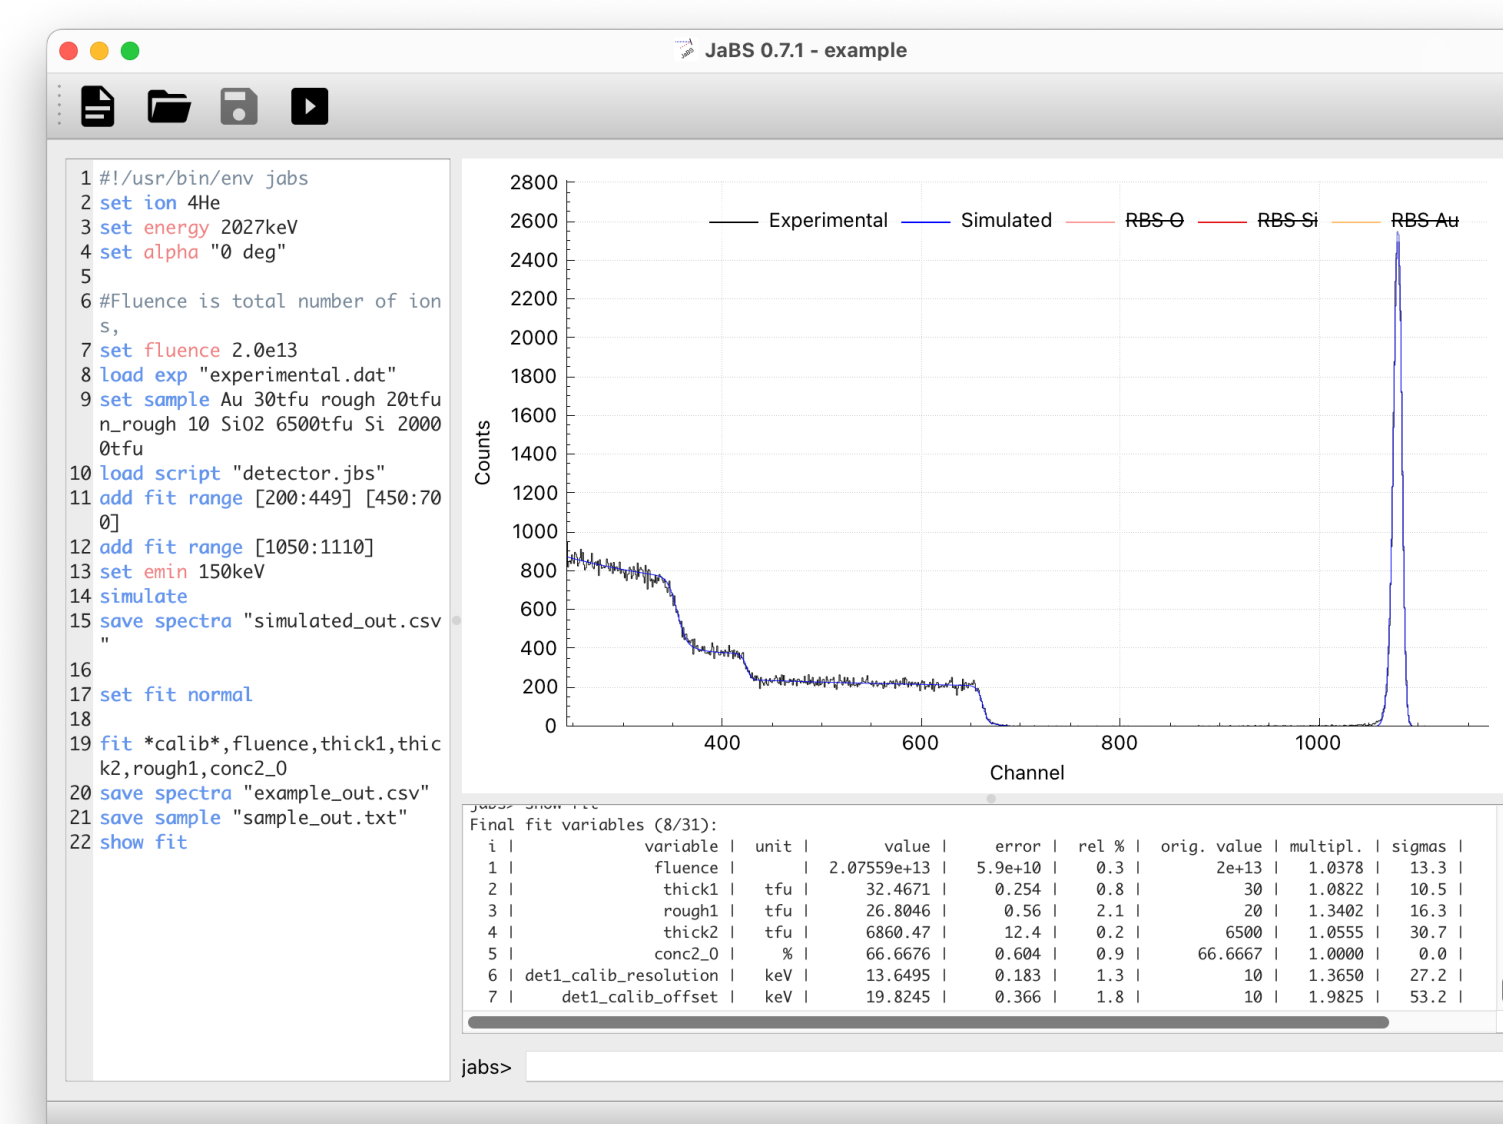 JaBS 0.7.1 - example
1 #!/usr/bin/env jabs
2 set ion 4He
3 set energy 2027keV
4 set alpha "0 deg"
5
6 #Fluence is total number of ion
s,
7 set fluence 2.0e13
8 load exp "experimental.dat"
9 set sample Au 30tfu rough 20tfu
n_rough 10 SiO2 6500tfu Si 2000
0tfu
10 load script "detector.jbs"
11 add fit range [200:449] [450:70
0]
12 add fit range [1050:1110]
13 set emin 150keV
14 simulate
15 save spectra "simulated_out.csv
"
16
17 set fit normal
18
19 fit *calib*,fluence,thick1,thic
k2,rough1,conc2_O
20 save spectra "example_out.csv"
21 save sample "sample_out.txt"
22 show fit
Experimental Simulated RBS O RBS Si RBS Au
2800
2600
2400
2200
2000
1800
1600
1400
1200
1000
800
600
400
200
0
Counts
400 600 800 1000
Channel
jabs> show fit
Final fit variables (8/31):
i | variable | unit | value | error | rel % | orig. value | multipl. | sigmas |
1 | fluence | | 2.07559e+13 | 5.9e+10 | 0.3 | 2e+13 | 1.0378 | 13.3 |
2 | thick1 | tfu | 32.4671 | 0.254 | 0.8 | 30 | 1.0822 | 10.5 |
3 | rough1 | tfu | 26.8046 | 0.56 | 2.1 | 20 | 1.3402 | 16.3 |
4 | thick2 | tfu | 6860.47 | 12.4 | 0.2 | 6500 | 1.0555 | 30.7 |
5 | conc2_O | % | 66.6676 | 0.604 | 0.9 | 66.6667 | 1.0000 | 0.0 |
6 | det1_calib_resolution | keV | 13.6495 | 0.183 | 1.3 | 10 | 1.3650 | 27.2 |
7 | det1_calib_offset | keV | 19.8245 | 0.366 | 1.8 | 10 | 1.9825 | 53.2 |
jabs>